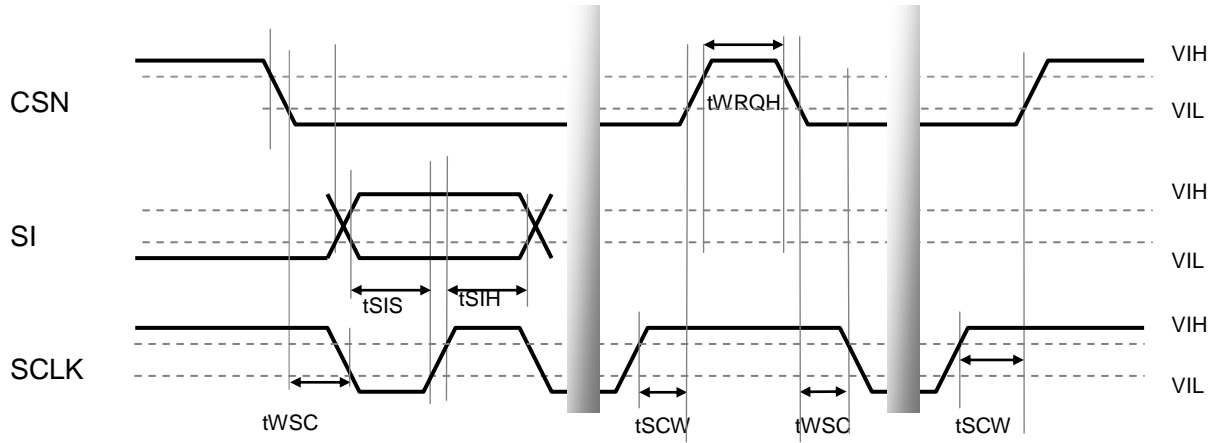 VIH
CSN
tWRQH
VIL
VIH
SI
VIL
tSIS
tSIH
VIH
SCLK
VIL
tWSC
tSCW
tWSC
tSCW